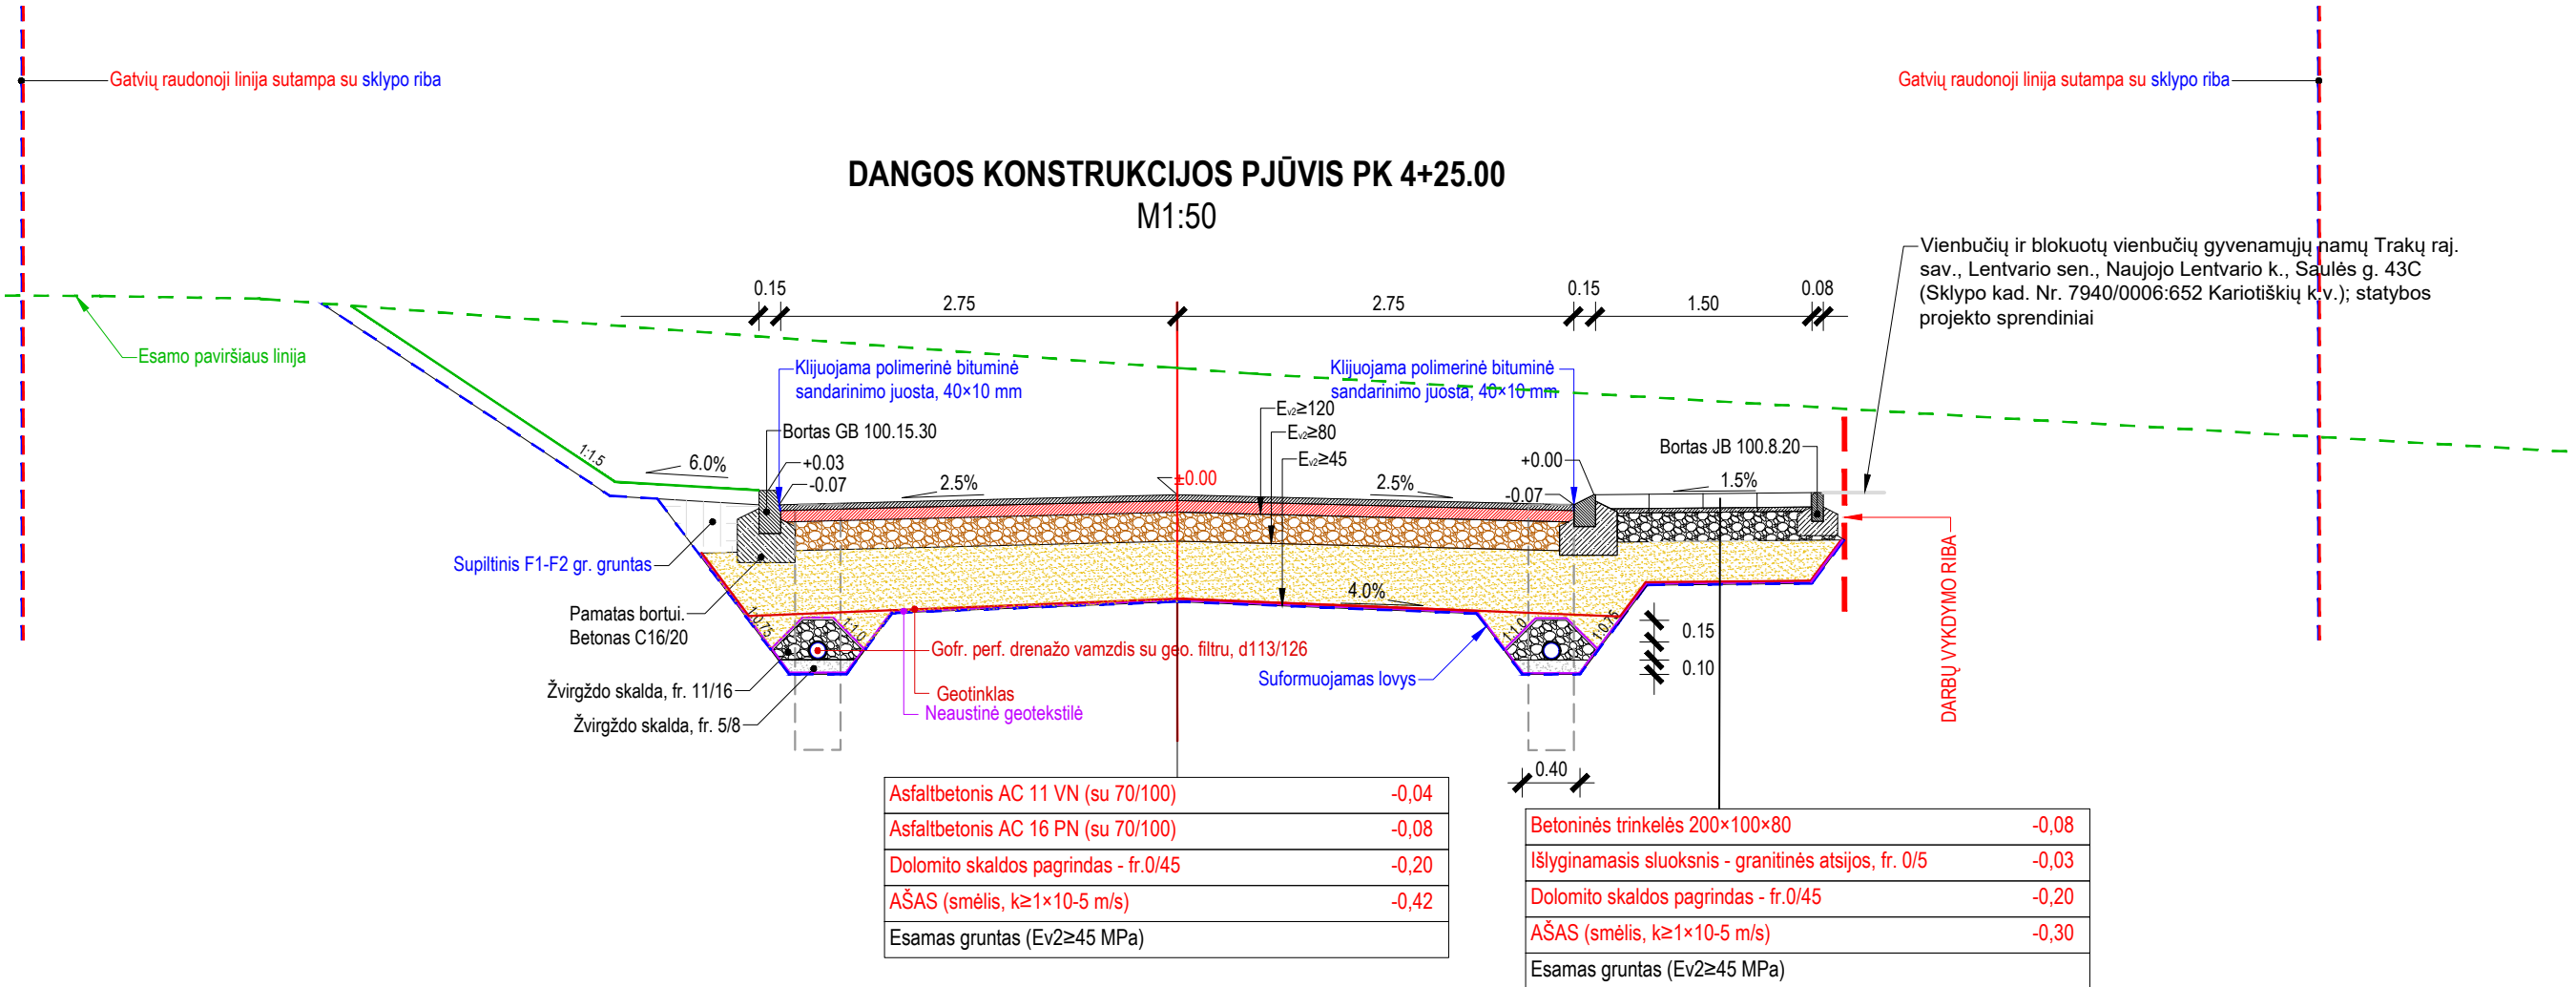 Gatvių raudonoji linija sutampa su sklypo riba
Gatvių raudonoji linija sutampa su sklypo riba
DANGOS KONSTRUKCIJOS PJŪVIS PK 4+25.00
M1:50
Vienbučių ir blokuotų vienbučių gyvenamųjų namų Trakų raj.
sav., Lentvario sen., Naujojo Lentvario k., Saulės g. 43C
(Sklypo kad. Nr. 7940/0006:652 Kariotiškių k.v.); statybos
projekto sprendiniai
0.15
2.75
2.75
0.15
1.50
0.08
Esamo paviršiaus linija
Klijuojama polimerinė bituminė
sandarinimo juosta, 40×10 mm
Klijuojama polimerinė bituminė
sandarinimo juosta, 40×10 mm
Ev2≥120
Ev2≥80
Ev2≥45
Bortas GB 100.15.30
Bortas JB 100.8.20
1:1.5
6.0%
+0.03
-0.07
2.5%
±0.00
2.5%
+0.00
-0.07
1.5%
Supiltinis F1-F2 gr. gruntas
Pamatas bortui.
Betonas C16/20
4.0%
1:0.75
1:1.0
1:1.0
1:0.75
0.15
0.10
DARBŲ VYKDYMO RIBA
Gofr. perf. drenažo vamzdis su geo. filtru, d113/126
Suformuojamas lovys
Žvirgždo skalda, fr. 11/16
Geotinklas
Neaustinė geotekstilė
Žvirgždo skalda, fr. 5/8
0.40
Asfaltbetonis AC 11 VN (su 70/100) -0,04
Asfaltbetonis AC 16 PN (su 70/100) -0,08
Dolomito skaldos pagrindas - fr.0/45 -0,20
AŠAS (smėlis, k≥1×10-5 m/s) -0,42
Esamas gruntas (Ev2≥45 MPa)
Betoninės trinkelės 200×100×80 -0,08
Išlyginamasis sluoksnis - granitinės atsijos, fr. 0/5 -0,03
Dolomito skaldos pagrindas - fr.0/45 -0,20
AŠAS (smėlis, k≥1×10-5 m/s) -0,30
Esamas gruntas (Ev2≥45 MPa)